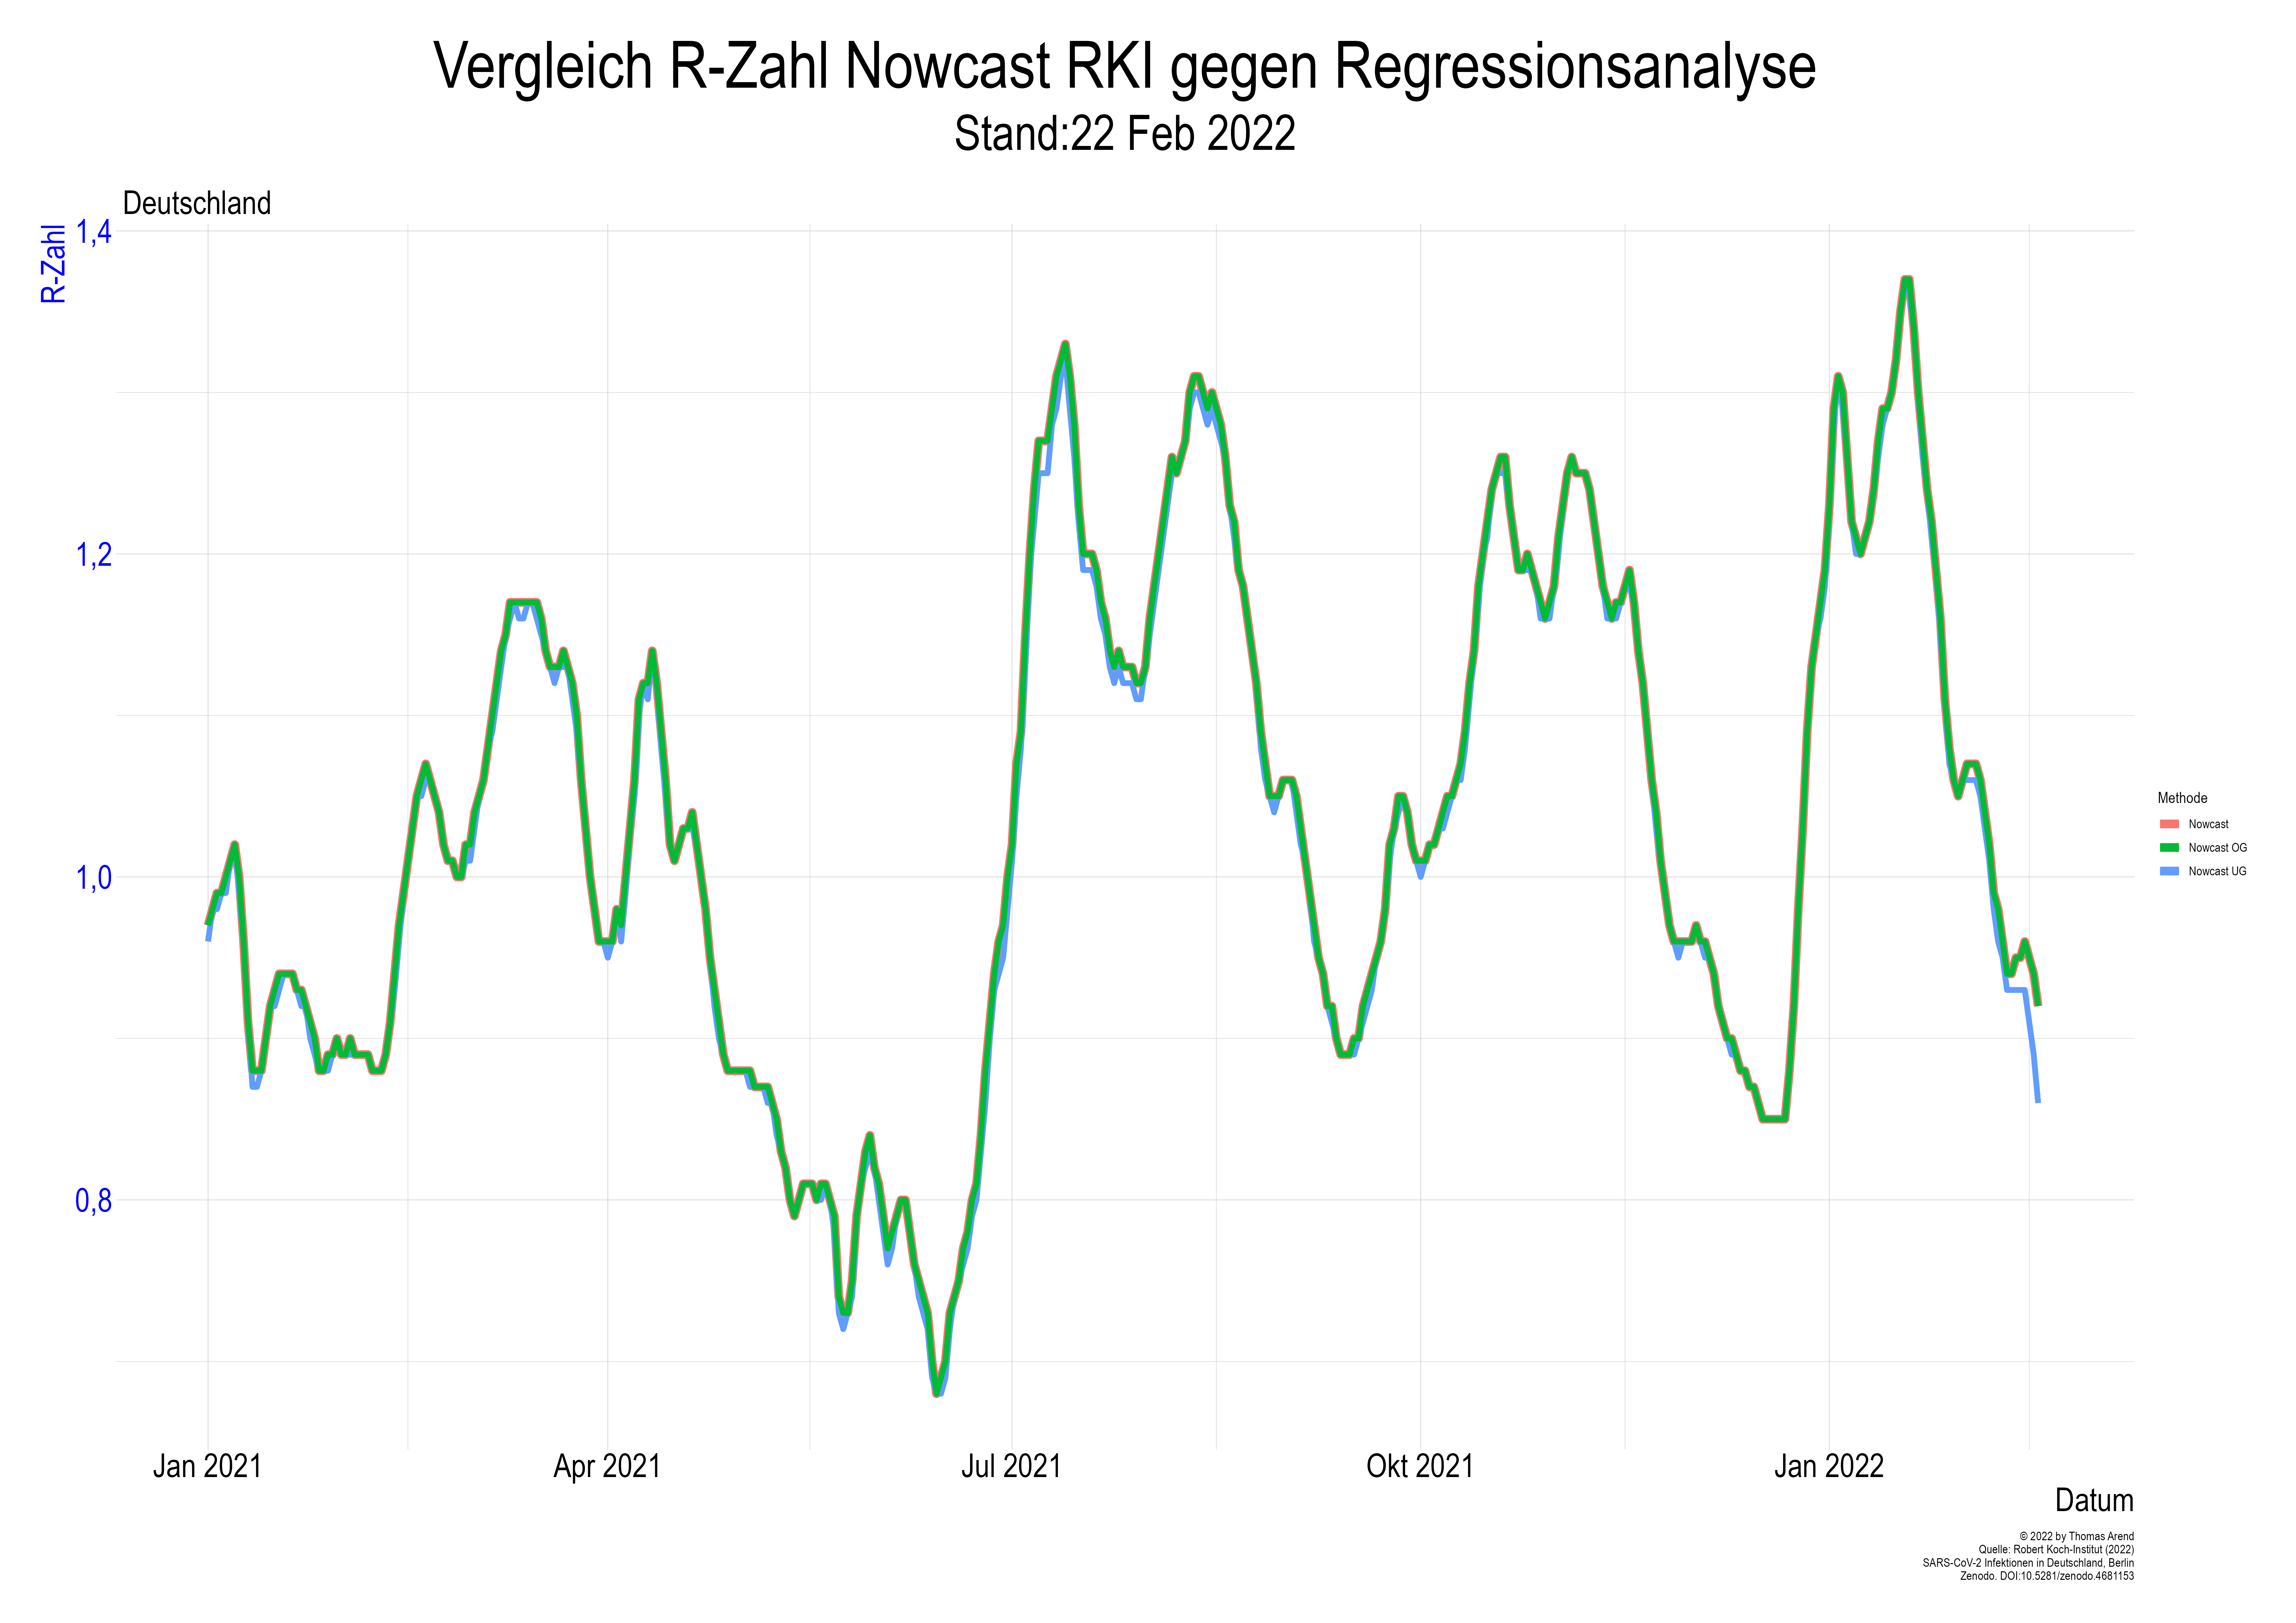 Vergleich R-Zahl Nowcast RKI gegen Regressionsanalyse
Stand:22 Feb 2022
Deutschland
R-Zahl
1,4
1,2
1,0
0,8
Jan 2021
Apr 2021
Jul 2021
Okt 2021
Jan 2022
Datum
Methode
Nowcast
Nowcast OG
Nowcast UG
© 2022 by Thomas Arend
Quelle: Robert Koch-Institut (2022)
SARS-CoV-2 Infektionen in Deutschland, Berlin
Zenodo. DOI:10.5281/zenodo.4681153